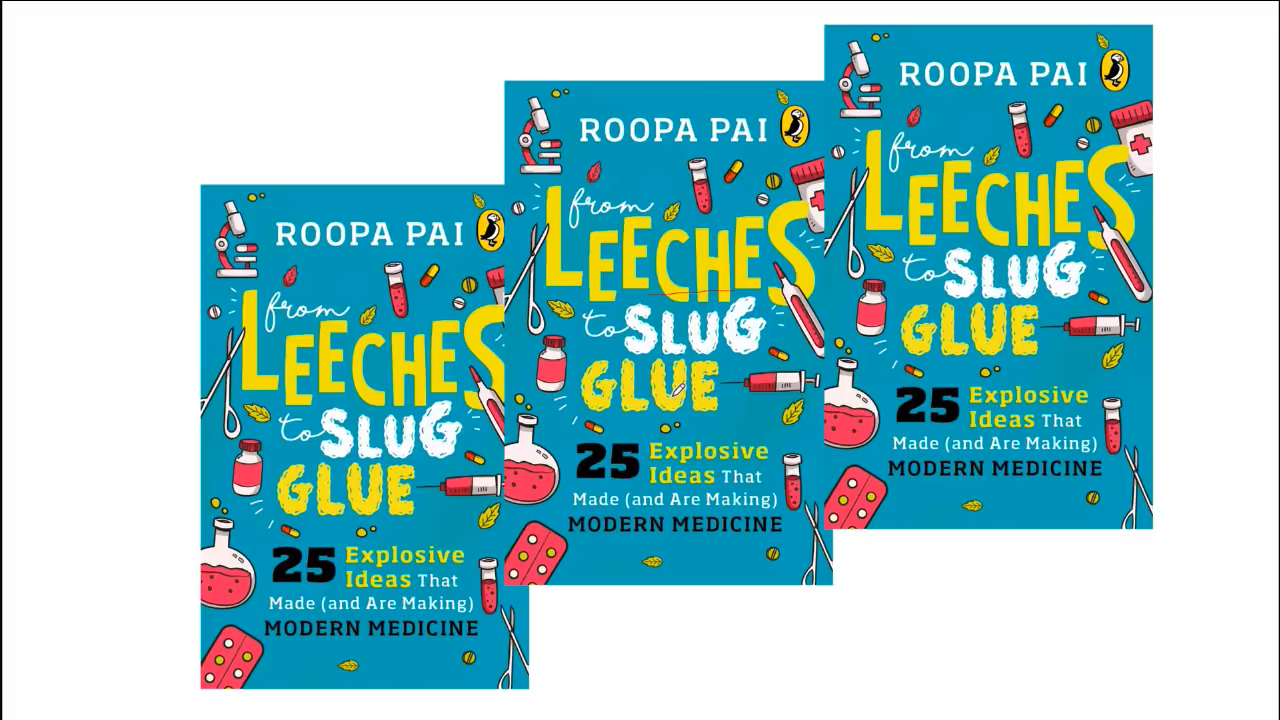 ROOPA PAI
from
LEECHES
to SLUG
GLUE
25 Explosive
Ideas That
Made (and Are Making)
MODERN MEDICINE
ROOPA PAI
from
LEECHES
to SLUG
GLUE
25 Explosive
Ideas That
Made (and Are Making)
MODERN MEDICINE
ROOPA PAI
from
LEECHES
to SLUG
GLUE
25 Explosive
Ideas That
Made (and Are Making)
MODERN MEDICINE